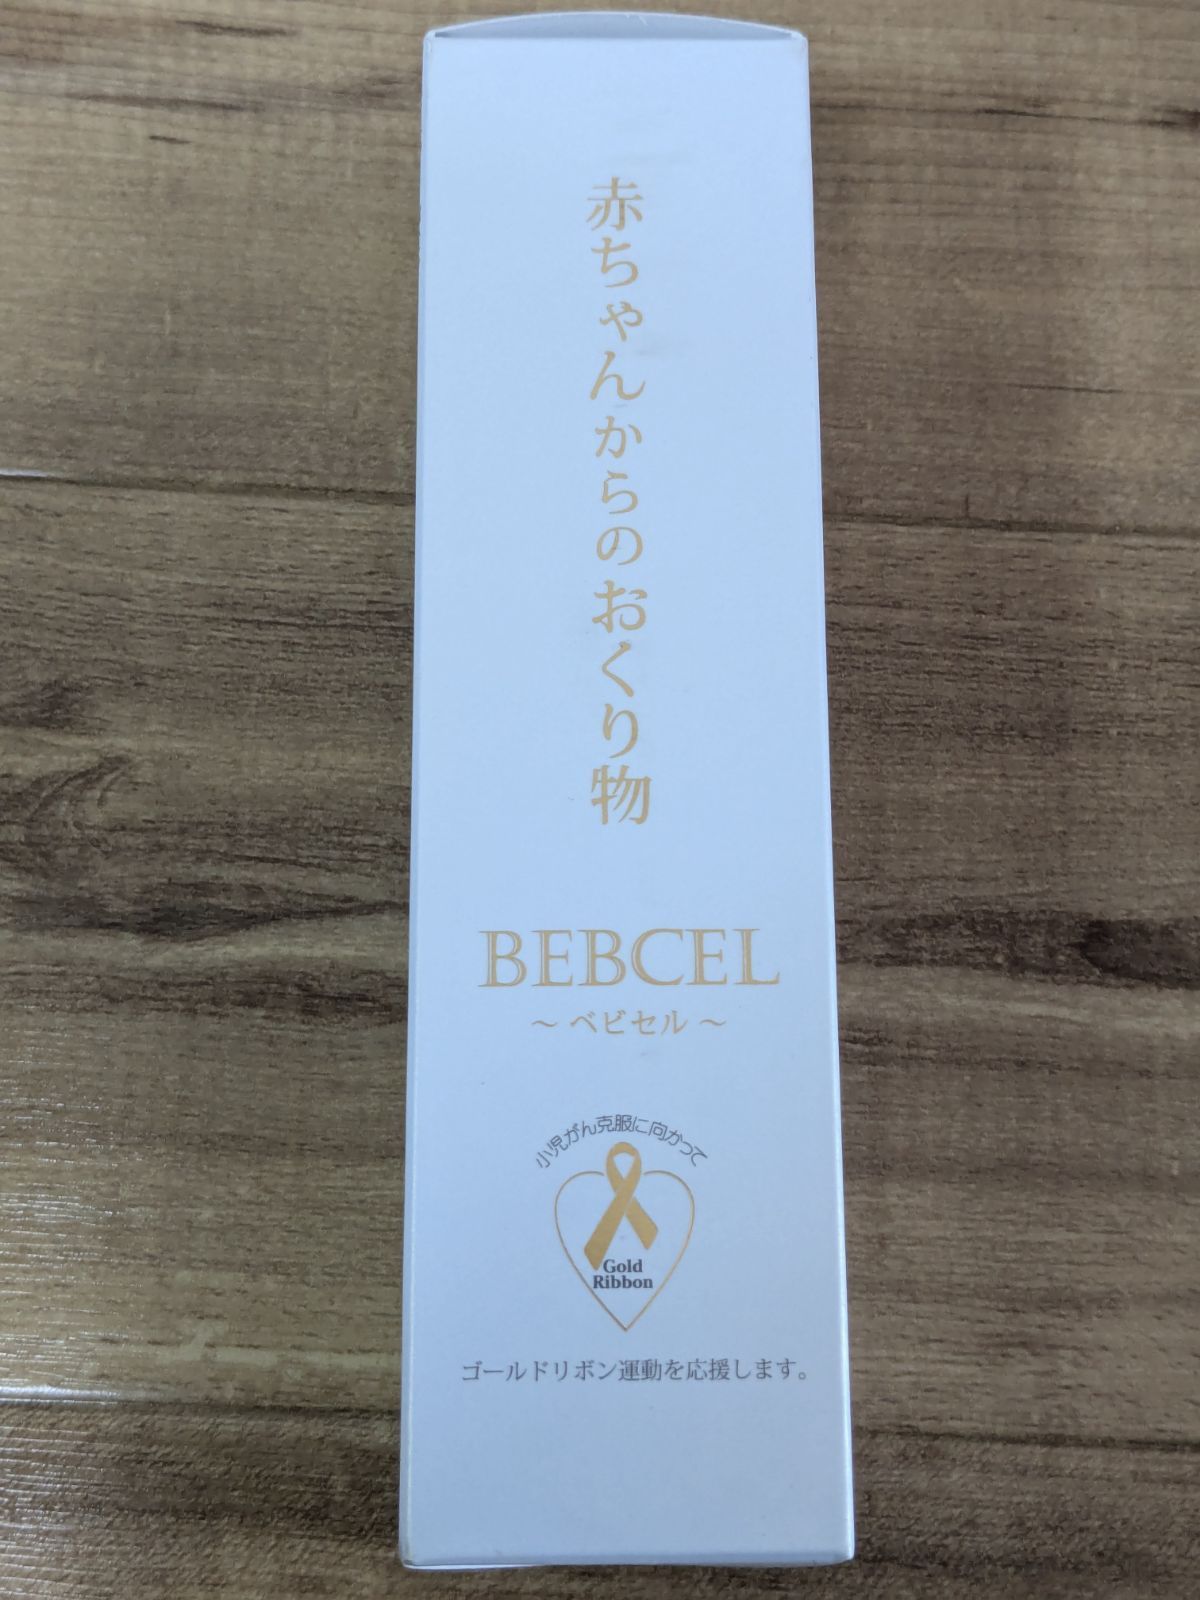 赤ちゃんからのおくり物
BEBCEL
～ ベビセル ～
小児がん克服に向かって
Gold
Ribbon
ゴールドリボン運動を応援します。